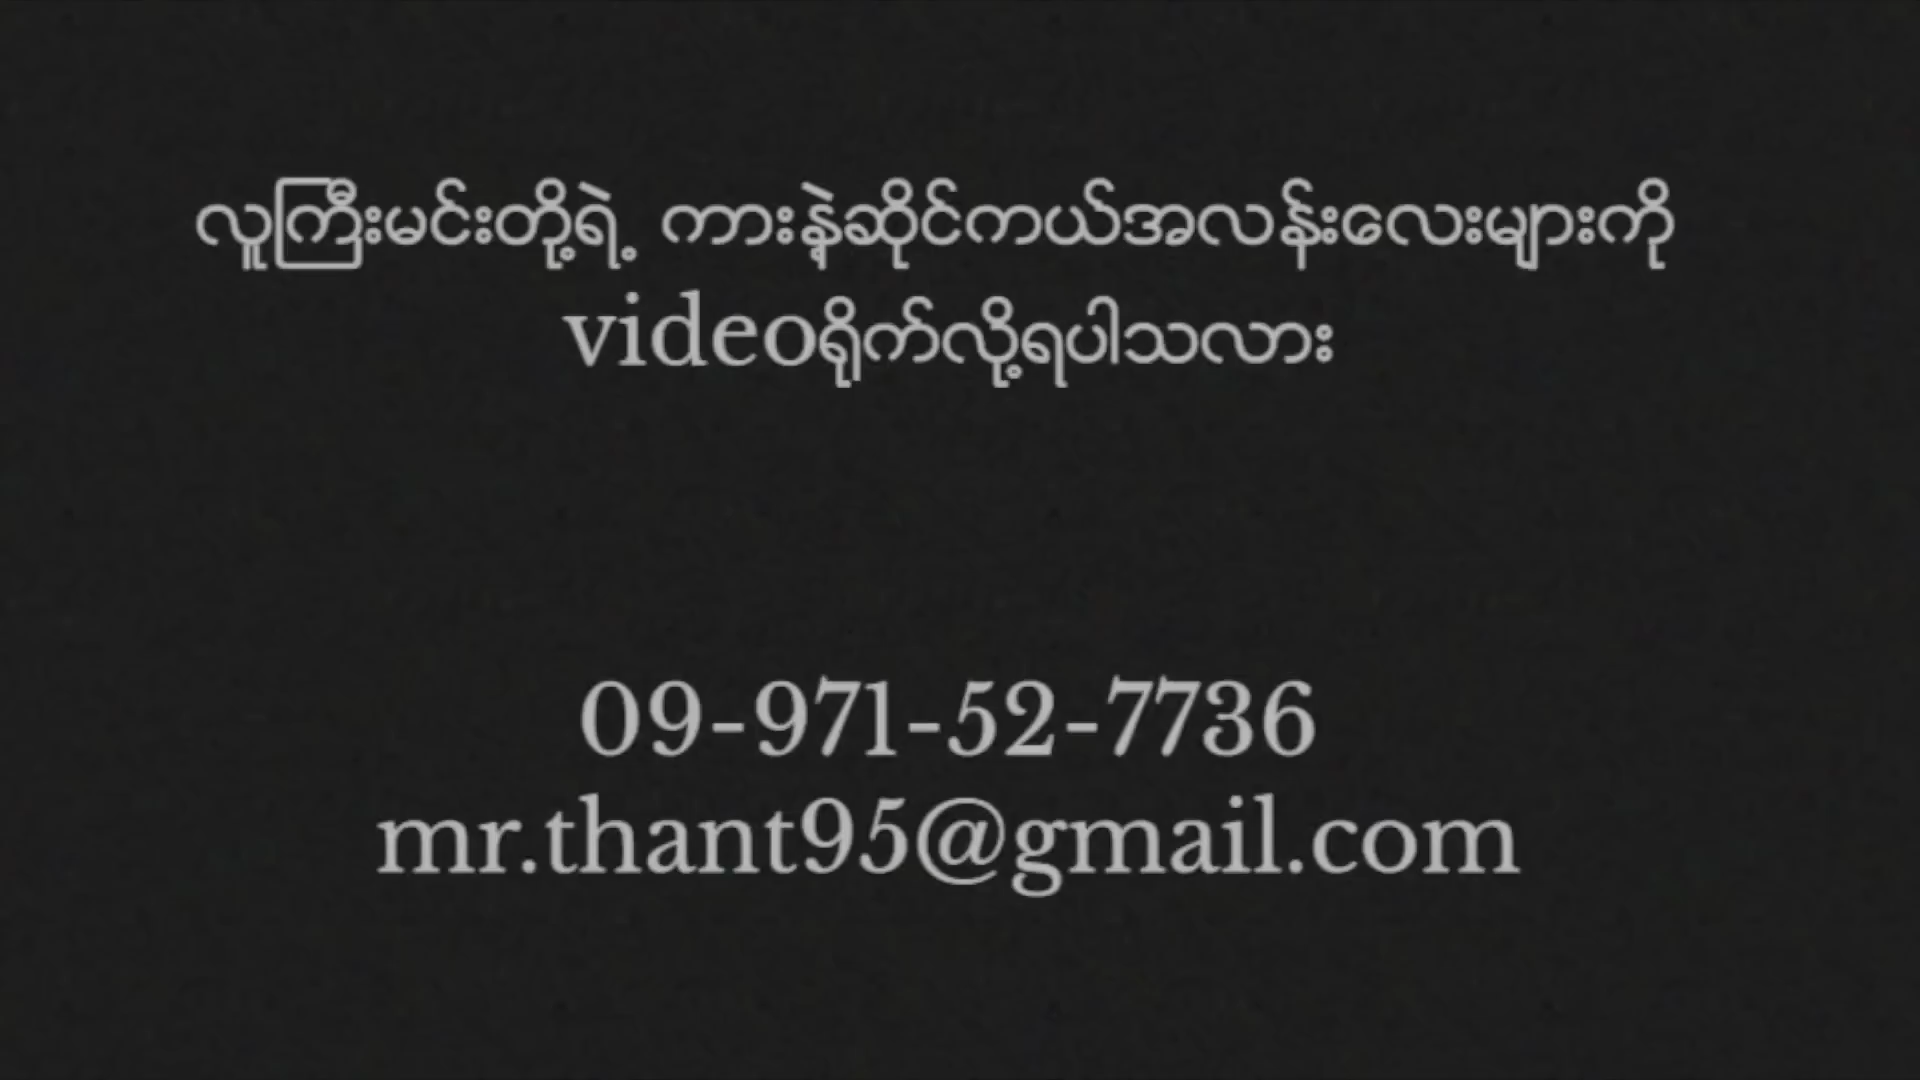 လူကြီးမင်းတို့ရဲ့ ကားနဲ့ဆိုင်ကယ်အလန်းလေးများကို
videoရိုက်လို့ရပါသလား
09-971-52-7736
mr.thant95@gmail.com